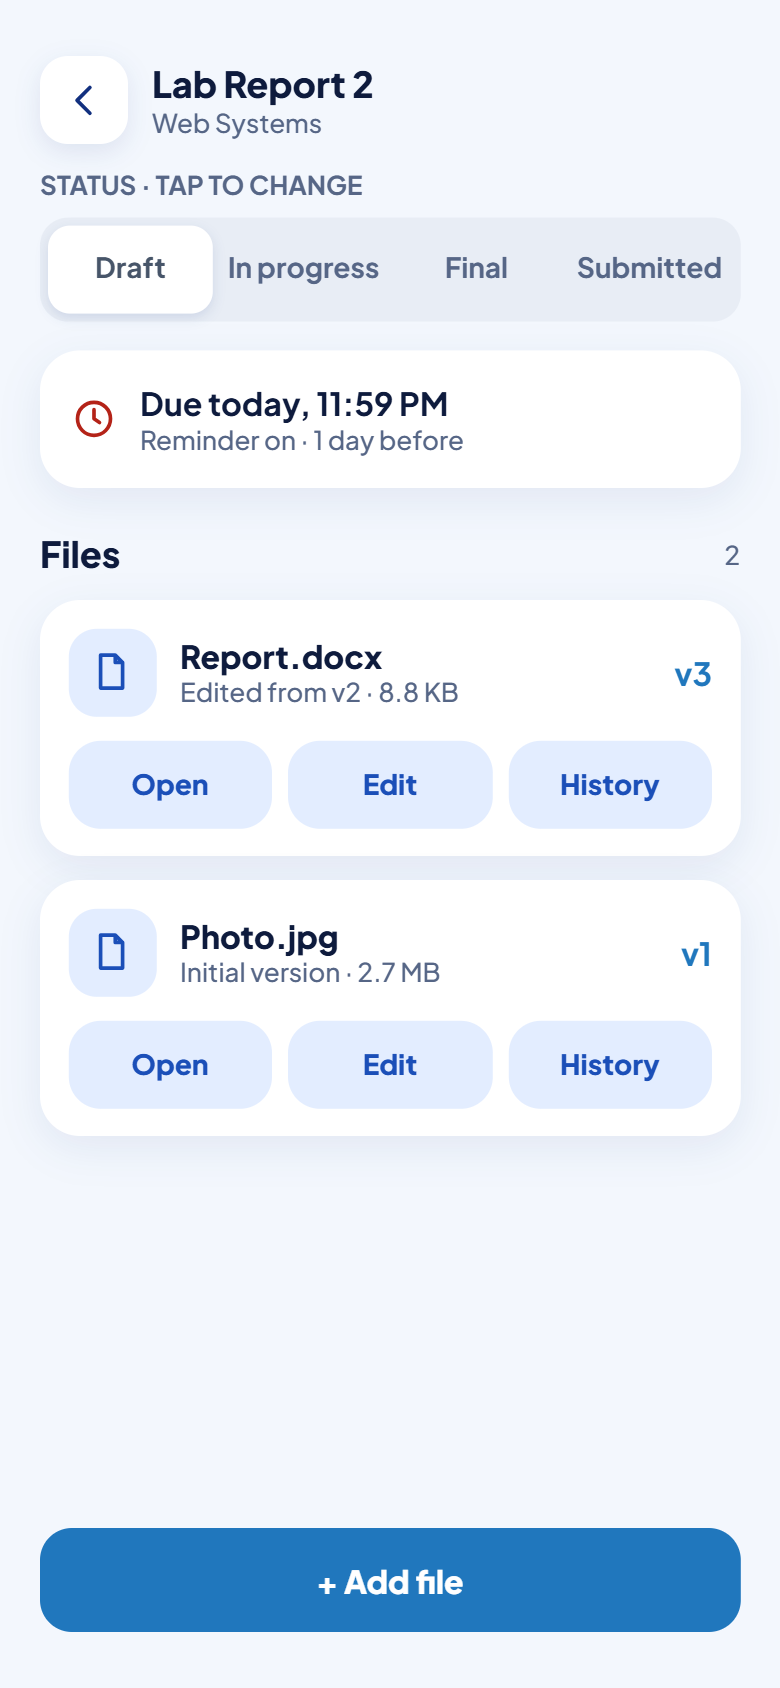 Lab Report 2
Web Systems
STATUS · TAP TO CHANGE
Draft In progress Final Submitted
Due today, 11:59 PM
Reminder on · 1 day before
Files 2
Report.docx
Edited from v2 · 8.8 KB
v3
Open Edit History
Photo.jpg
Initial version · 2.7 MB
v1
Open Edit History
+ Add file